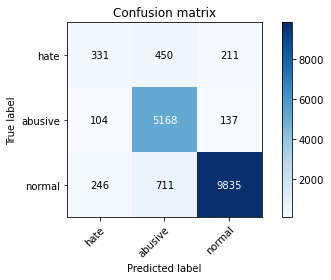 Confusion matrix
hate 331 450 211
abusive 104 5168 137
normal 246 711 9835
hate abusive normal
True label
Predicted label
8000
6000
4000
2000